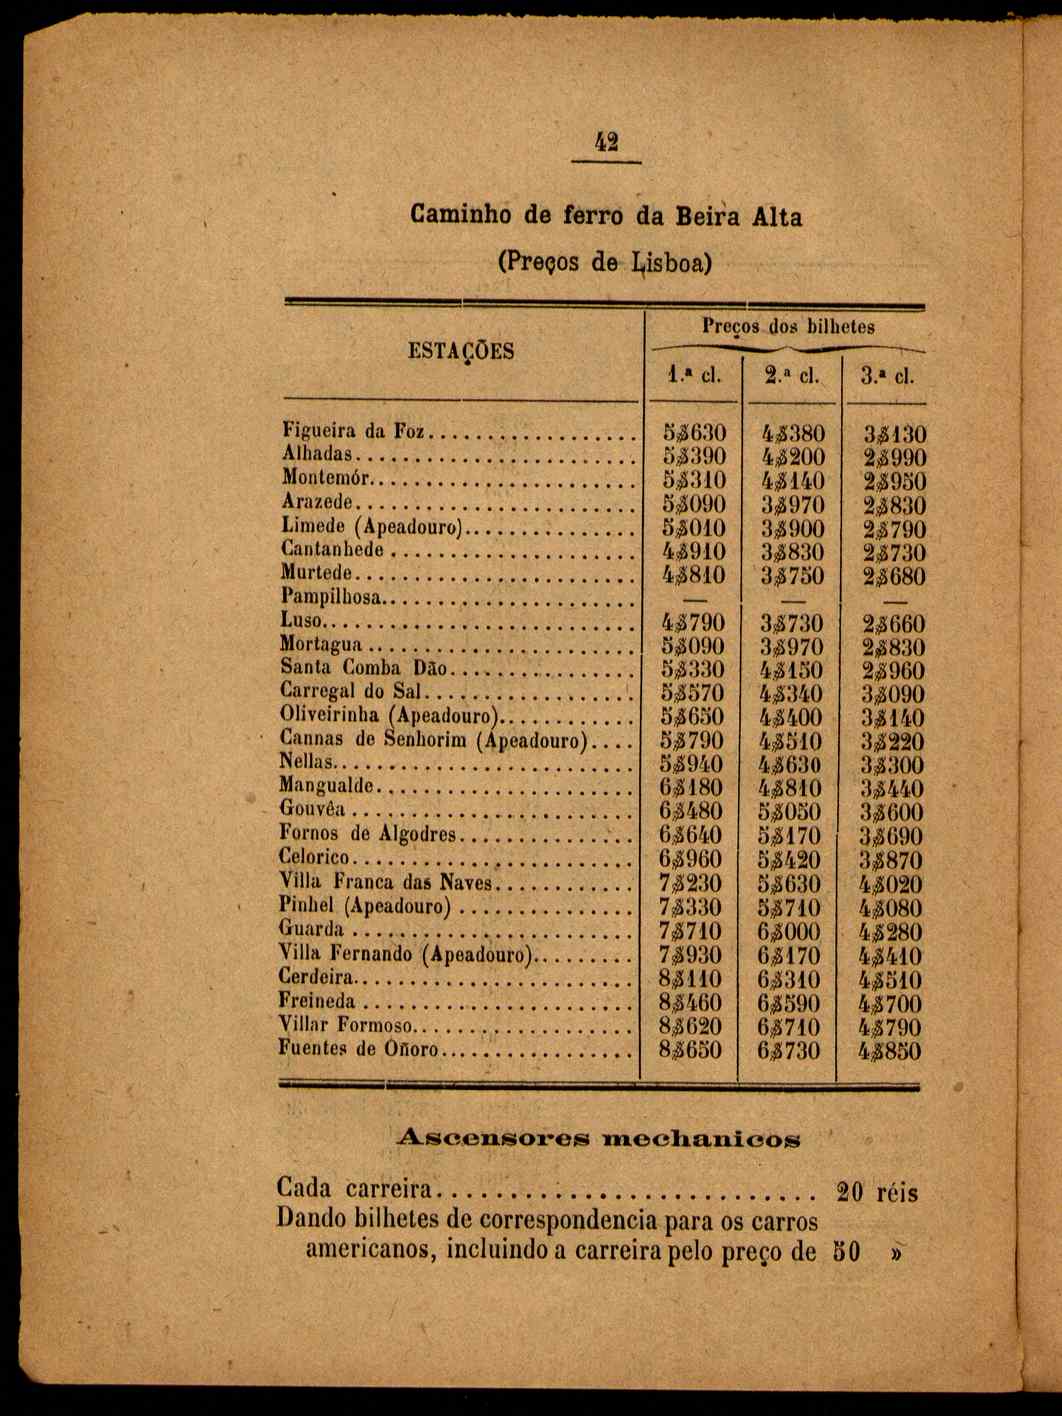 42
Caminho de ferro da Beira Alta
(Preços de Lisboa)
ESTAÇÕES
Preços dos bilhetes
1.ª cl. 2.ª cl. 3.ª cl.
Figueira da Foz.................. 5$630 4$380 3$130
Alhadas.................. 5$390 4$200 2$990
Montemór.................. 5$310 4$140 2$950
Arazede.................. 5$090 3$970 2$830
Limede (Apeadouro).................. 5$010 3$900 2$790
Cantanhede.................. 4$910 3$830 2$730
Murtede.................. 4$810 3$750 2$680
Pampilhosa.................. — — —
Luso.................. 4$790 3$730 2$660
Mortagua.................. 5$090 3$970 2$830
Santa Comba Dão.................. 5$330 4$150 2$960
Carregal do Sal.................. 5$570 4$340 3$090
Oliveirinha (Apeadouro).................. 5$650 4$400 3$140
Cannas de Senhorim (Apeadouro).... 5$790 4$510 3$220
Nellas.................. 5$940 4$630 3$300
Mangualde.................. 6$180 4$810 3$440
Gouvêa.................. 6$480 5$050 3$600
Fornos de Algodres.................. 6$640 5$170 3$690
Celorico.................. 6$960 5$420 3$870
Villa Franca das Naves............ 7$230 5$630 4$020
Pinhel (Apeadouro).................. 7$330 5$710 4$080
Guarda.................. 7$710 6$000 4$280
Villa Fernando (Apeadouro)......... 7$930 6$170 4$410
Cerdeira.................. 8$110 6$310 4$510
Freineda.................. 8$460 6$590 4$700
Villar Formoso.................. 8$620 6$710 4$790
Fuentes de Oñoro.................. 8$650 6$730 4$850
Ascensores mechanicos
Cada carreira.......................... 20 réis
Dando bilhetes de correspondencia para os carros
americanos, incluindo a carreira pelo preço de 50 »